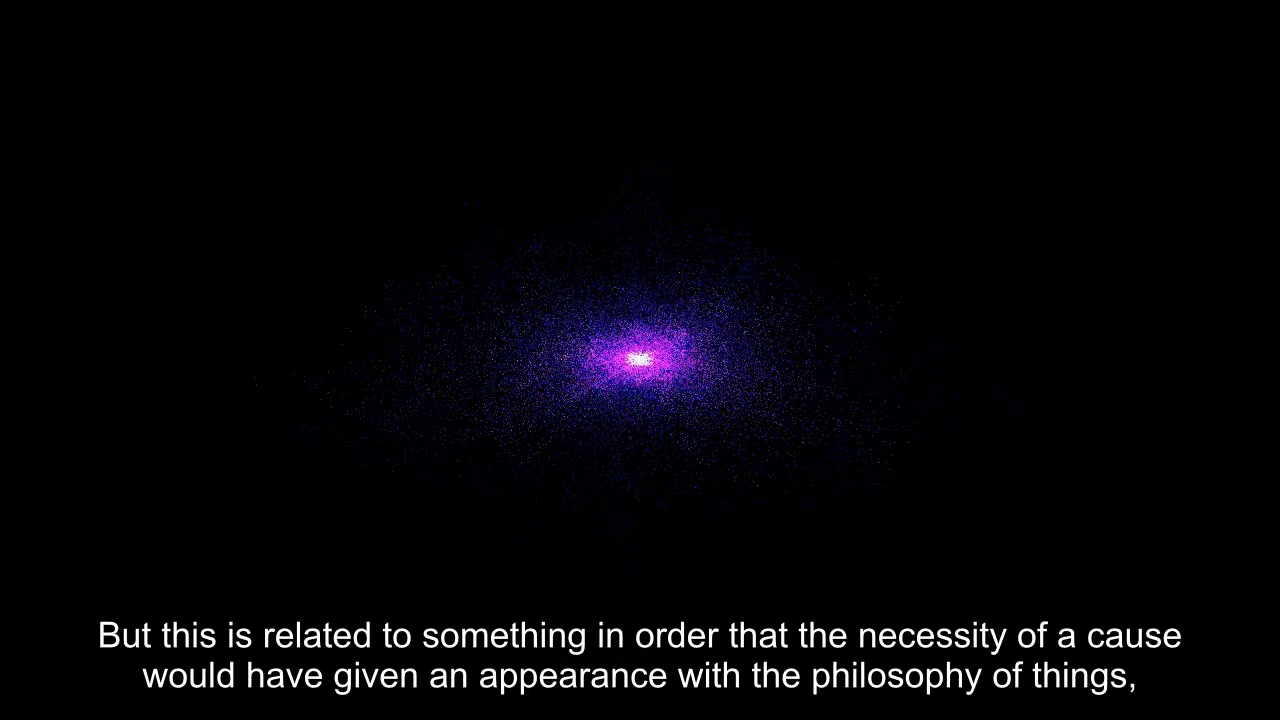 But this is related to something in order that the necessity of a cause
would have given an appearance with the philosophy of things,